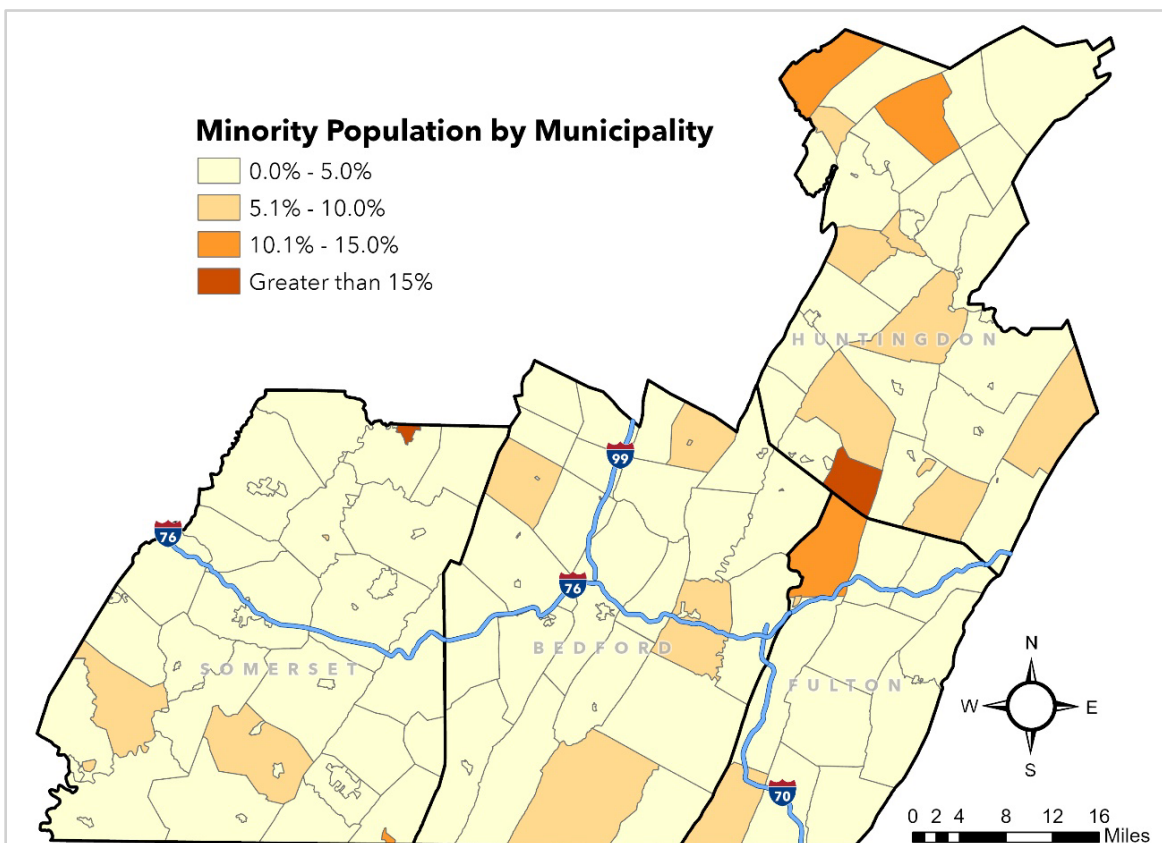 Minority Population by Municipality
0.0% - 5.0%
5.1% - 10.0%
10.1% - 15.0%
Greater than 15%
HUNTINGDON
99
76
76
BEDFORD
SOMERSET
FULTON
70
N
W
E
S
0 2 4 8 12 16
Miles